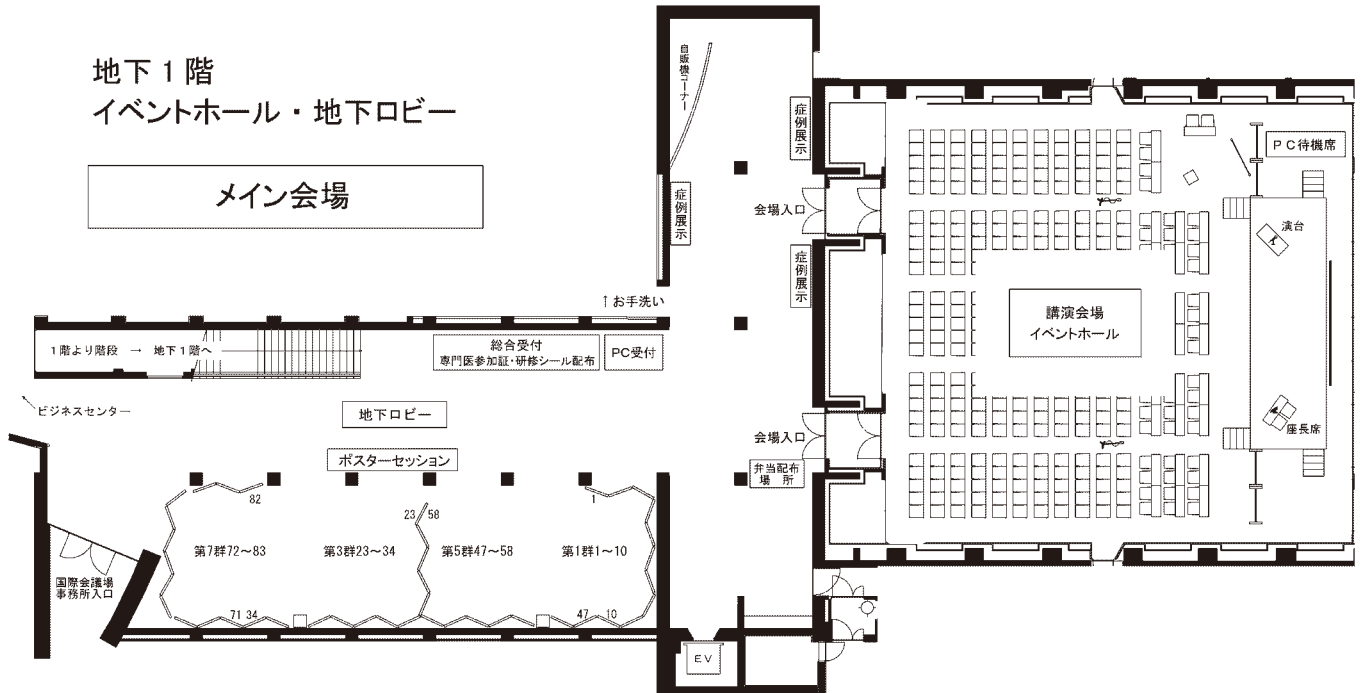 地下1階
イベントホール・地下ロビー
メイン会場
自販機コーナー
症例展示
症例展示
会場入口
症例展示
↑お手洗い
PC待機席
演台
講演会場
イベントホール
座長席
1階より階段 → 地下1階へ
総合受付
専門医参加証・研修シール配布
PC受付
ビジネスセンター
地下ロビー
会場入口
ポスターセッション
弁当配布
場 所
82
23
58
1
第7群72～83
第3群23～34
第5群47～58
第1群1～10
国際会議場
事務所入口
71 34
47
10
EV